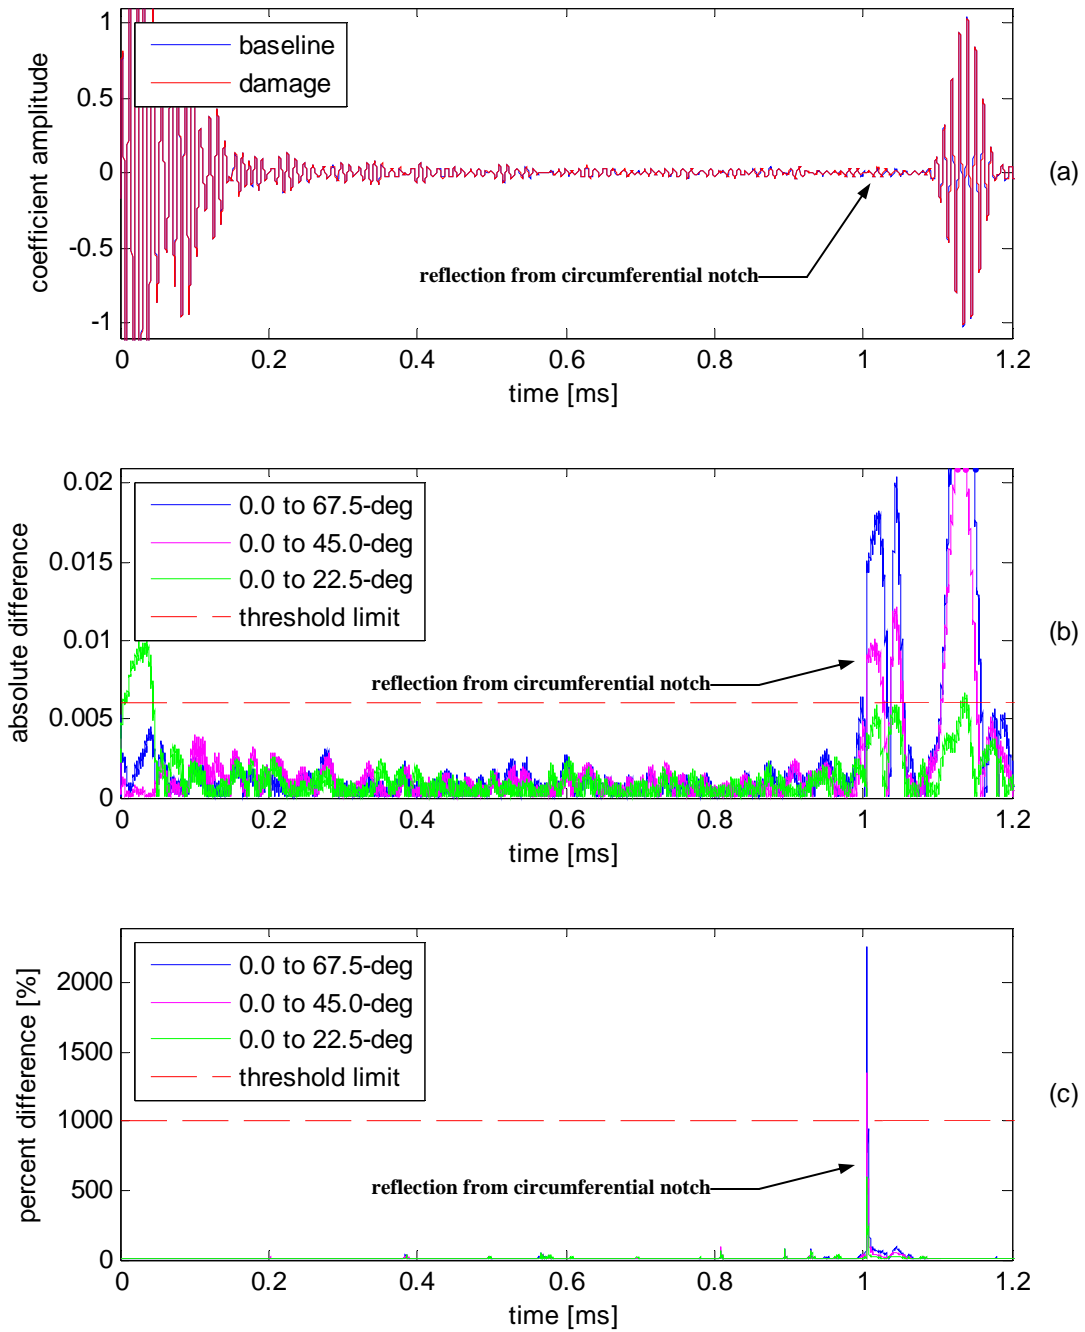 1
0.5
0
-0.5
-1
coefficient amplitude
baseline
damage
reflection from circumferential notch
(a)
0 0.2 0.4 0.6 0.8 1 1.2
time [ms]
0.02
0.015
0.01
0.005
0
absolute difference
0.0 to 67.5-deg
0.0 to 45.0-deg
0.0 to 22.5-deg
threshold limit
reflection from circumferential notch
(b)
0 0.2 0.4 0.6 0.8 1 1.2
time [ms]
2000
1500
1000
500
0
percent difference [%]
0.0 to 67.5-deg
0.0 to 45.0-deg
0.0 to 22.5-deg
threshold limit
reflection from circumferential notch
(c)
0 0.2 0.4 0.6 0.8 1 1.2
time [ms]